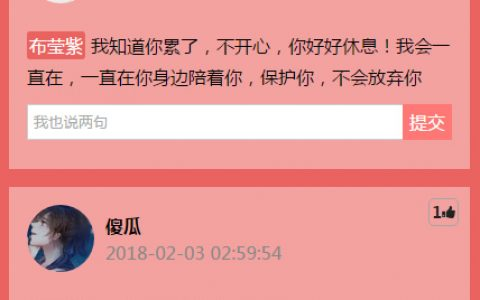 布莹紫 我知道你累了，不开心，你好好休息！我会一
直在，一直在你身边陪着你，保护你，不会放弃你
我也说两句 提交
傻瓜 1
2018-02-03 02:59:54